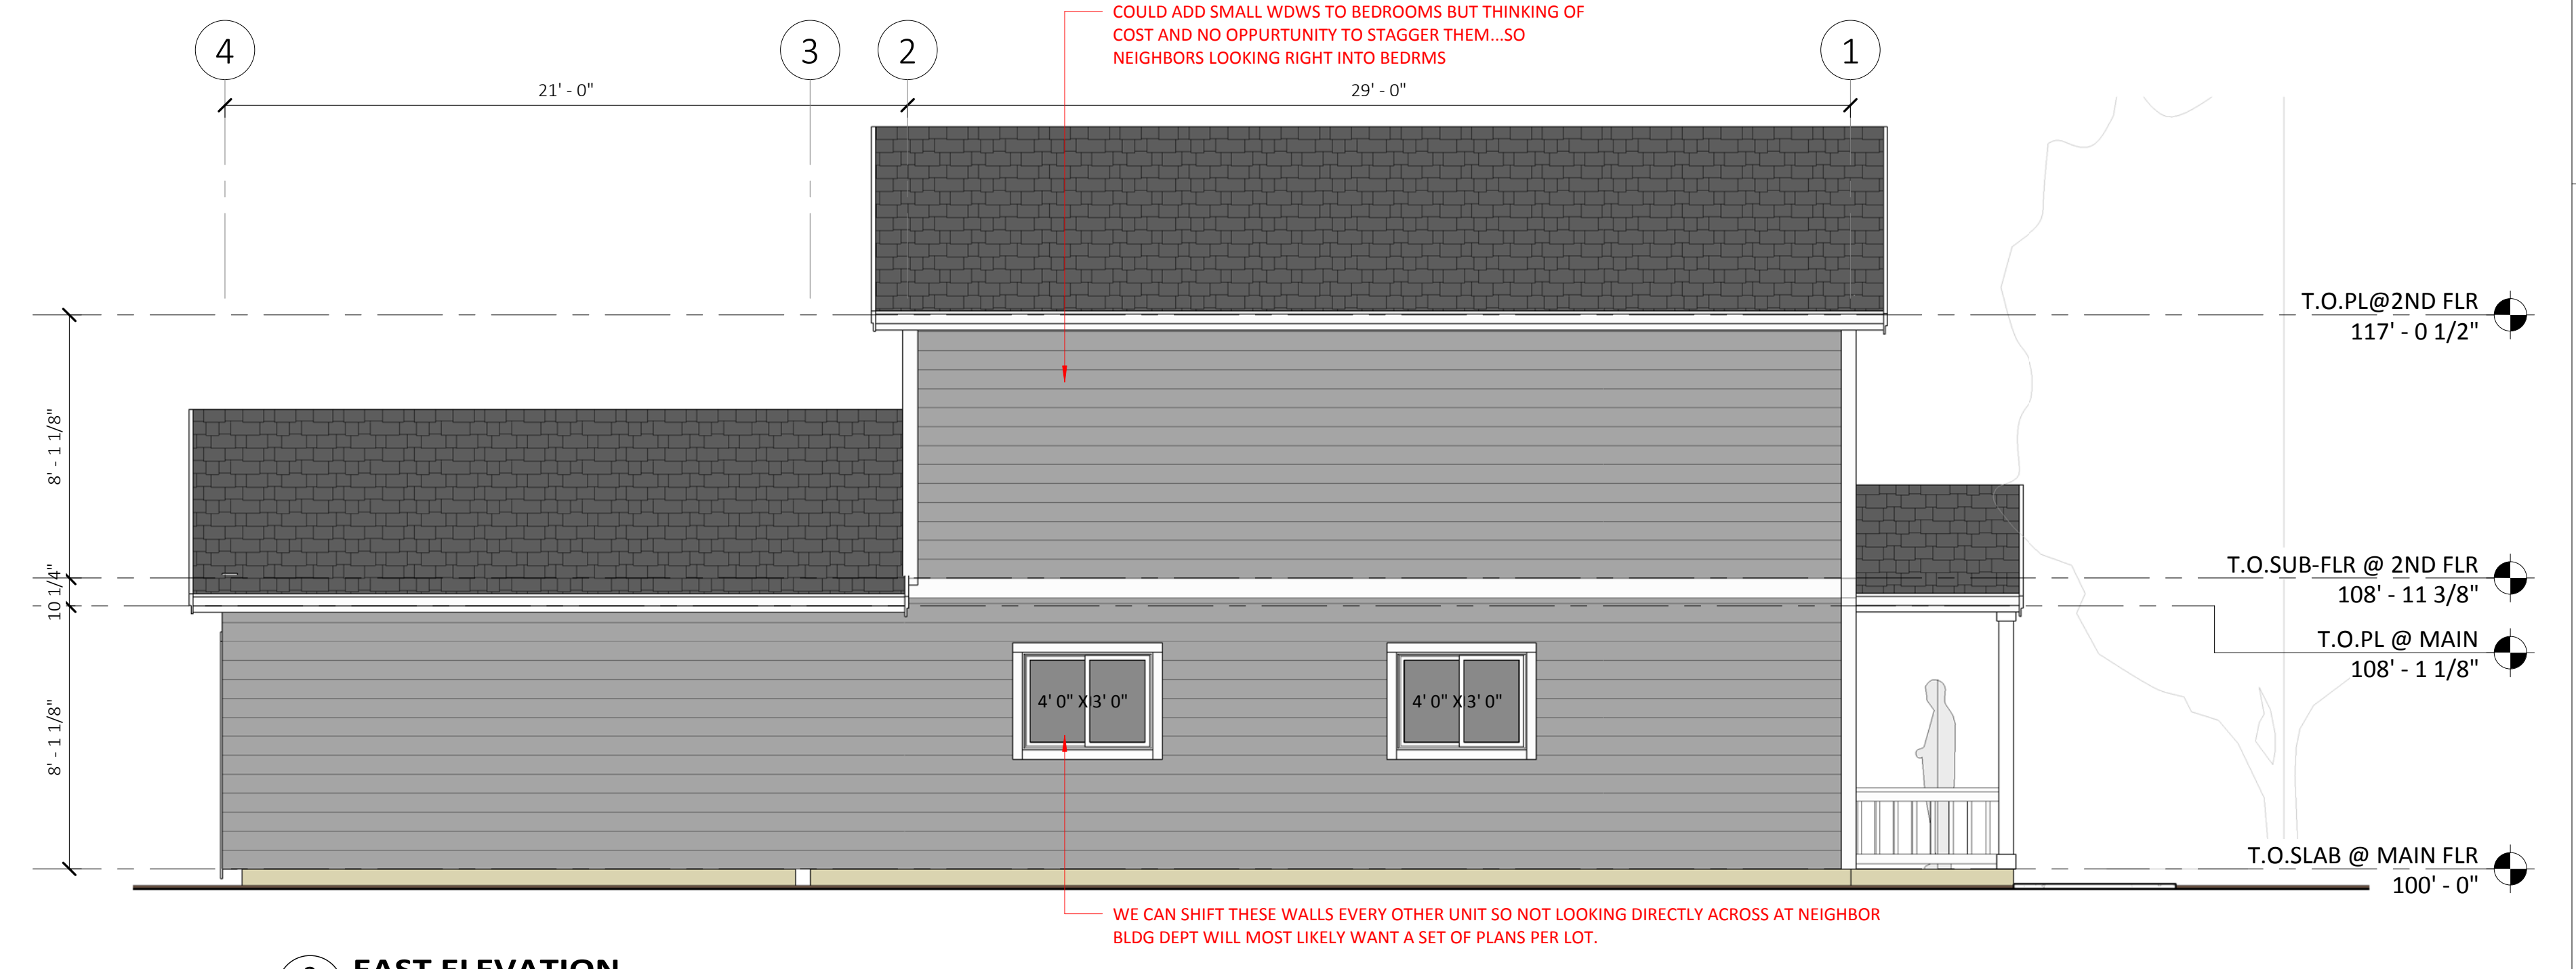 COULD ADD SMALL WDWS TO BEDROOMS BUT THINKING OF
COST AND NO OPPURTUNITY TO STAGGER THEM...SO
NEIGHBORS LOOKING RIGHT INTO BEDRMS
4
3
2
1
21' - 0"
29' - 0"
T.O.PL@2ND FLR
117' - 0 1/2"
8' - 1 1/8"
10 1/4"
8' - 1 1/8"
T.O.SUB-FLR @ 2ND FLR
108' - 11 3/8"
T.O.PL @ MAIN
108' - 1 1/8"
4' 0" X 3' 0"
4' 0" X 3' 0"
T.O.SLAB @ MAIN FLR
100' - 0"
WE CAN SHIFT THESE WALLS EVERY OTHER UNIT SO NOT LOOKING DIRECTLY ACROSS AT NEIGHBOR
BLDG DEPT WILL MOST LIKELY WANT A SET OF PLANS PER LOT.
EAST ELEVATION